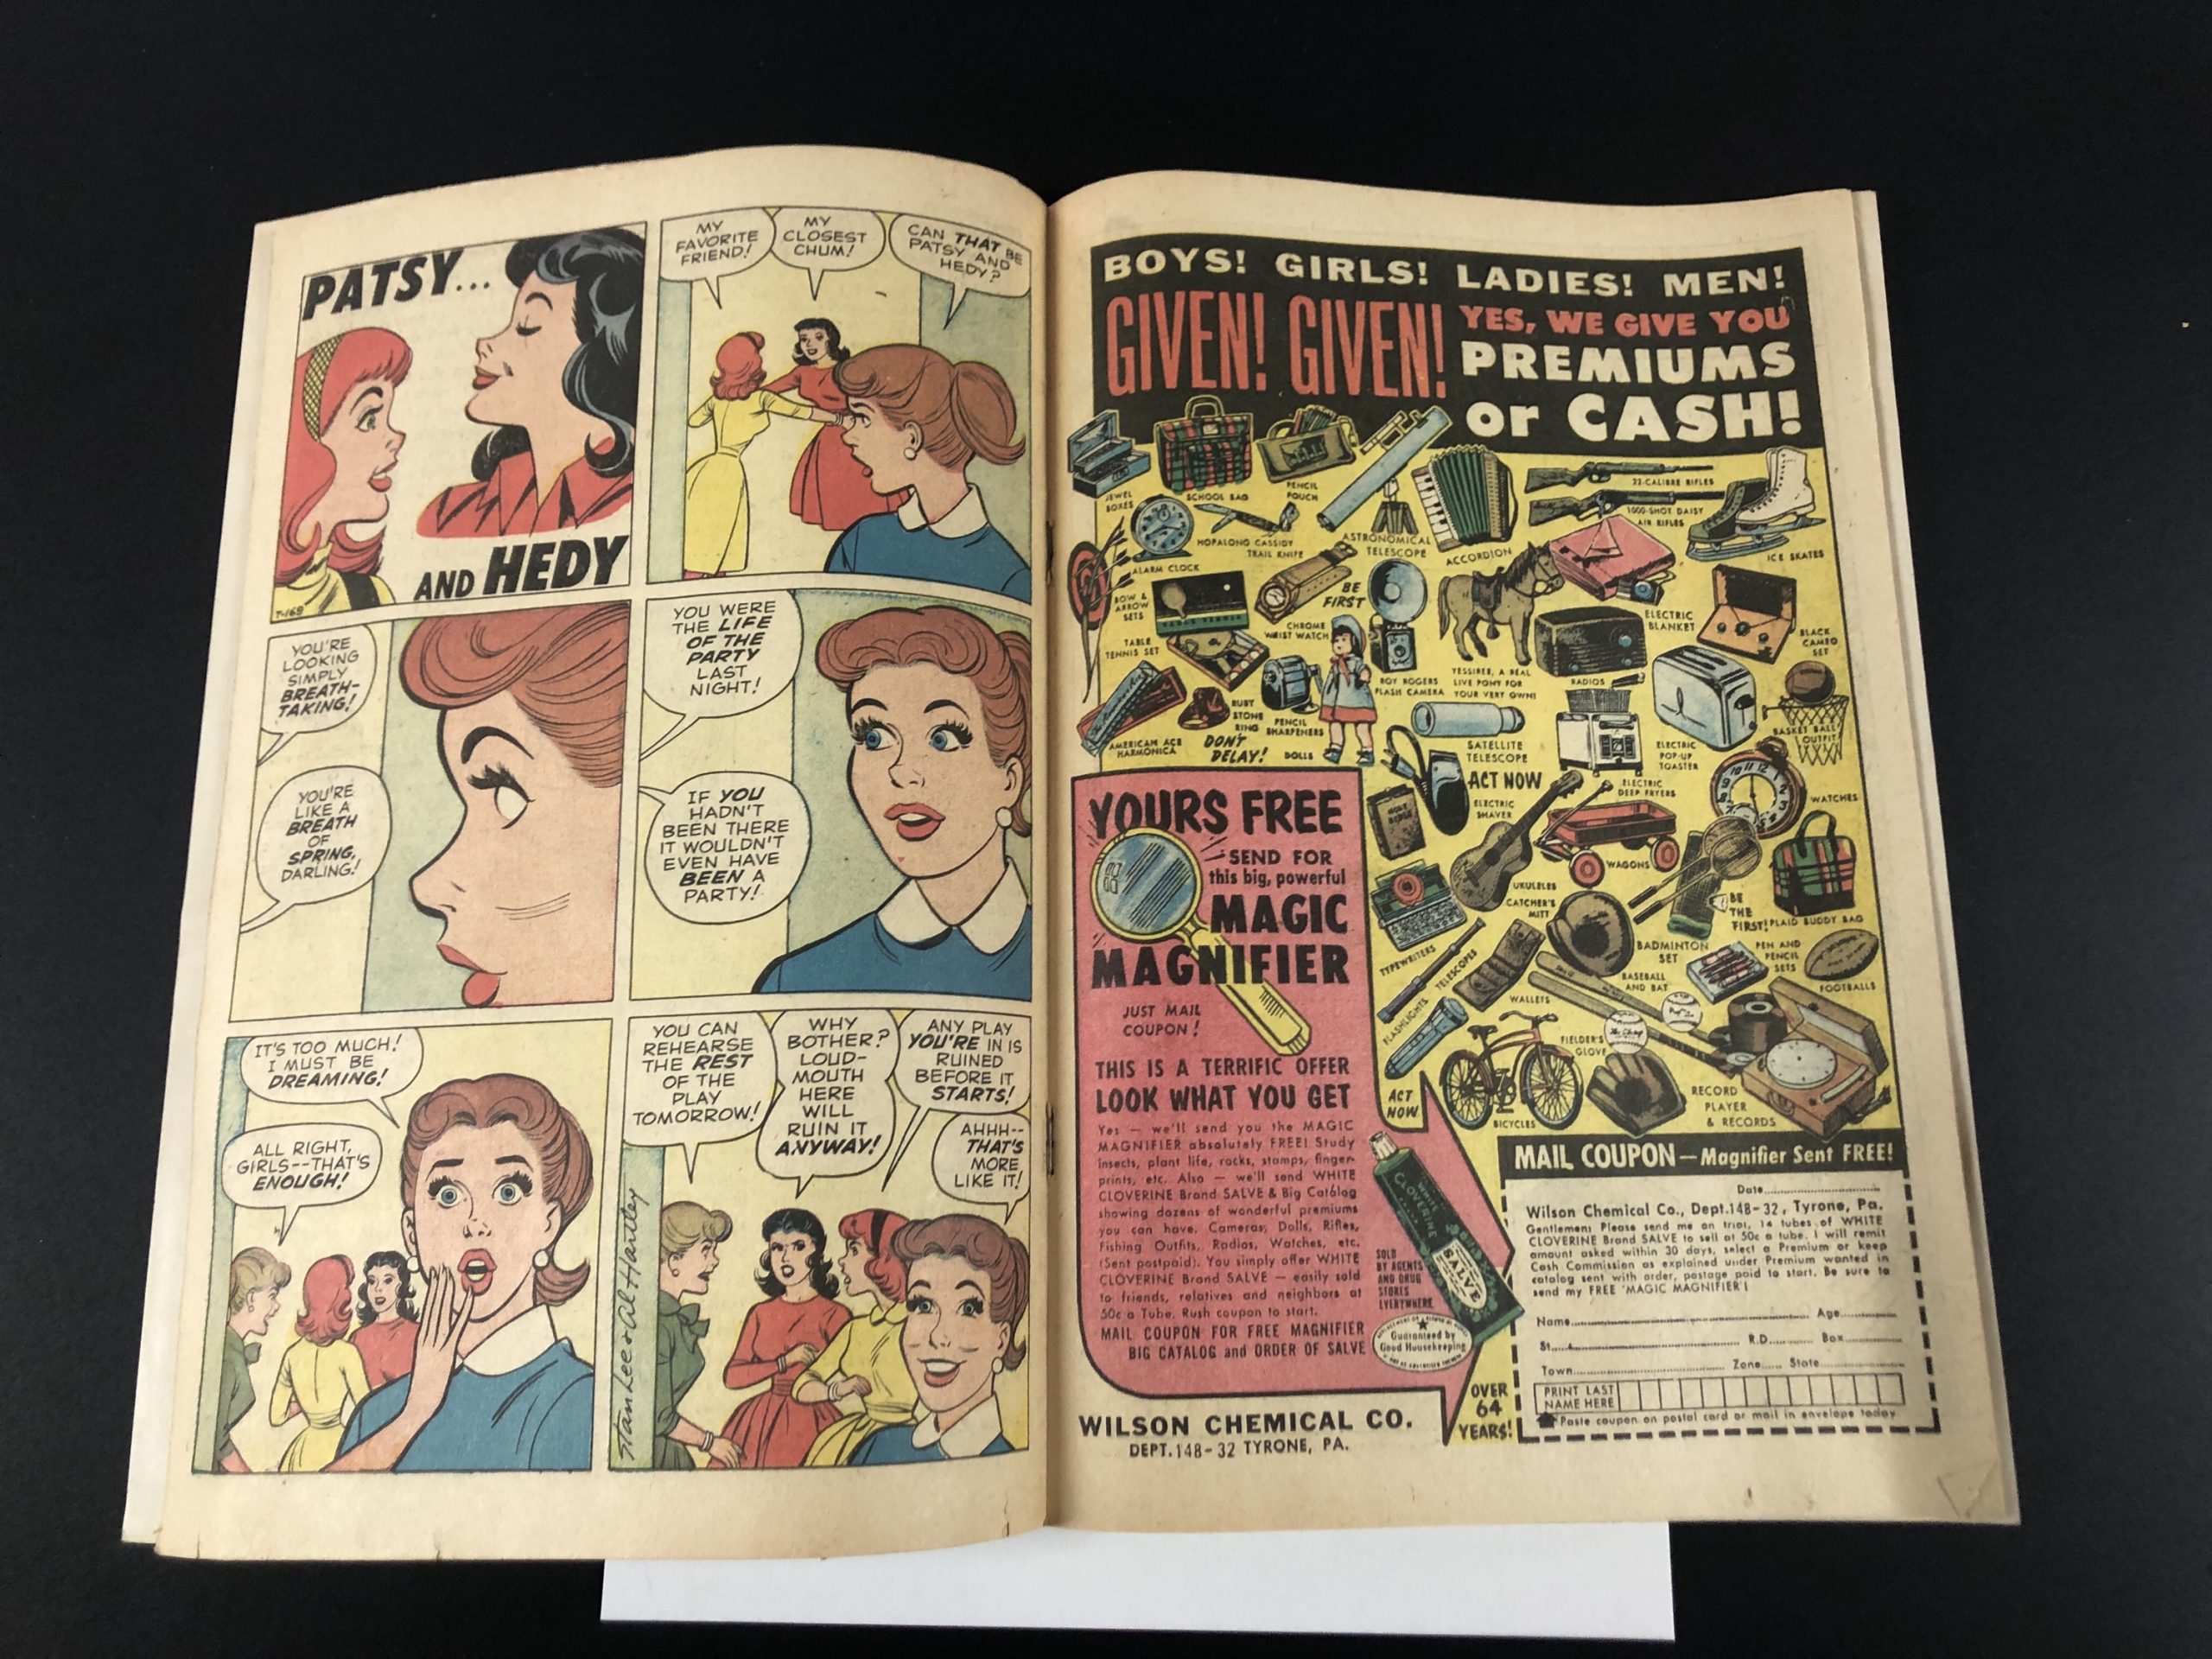 PATSY...
AND HEDY
T-168
MY
FAVORITE
FRIEND!
MY
CLOSEST
CHUM!
CAN THAT BE
PATSY AND
HEDY?
YOU'RE
LOOKING
SIMPLY
BREATH-
TAKING!
YOU'RE
LIKE A
BREATH
OF
SPRING,
DARLING!
YOU WERE
THE LIFE
OF THE
PARTY
LAST
NIGHT!
IF YOU
HADN'T
BEEN THERE
IT WOULDN'T
EVEN HAVE
BEEN A
PARTY!
IT'S TOO MUCH!
I MUST BE
DREAMING!
ALL RIGHT,
GIRLS--THAT'S
ENOUGH!
YOU CAN
REHEARSE
THE REST
OF THE
PLAY
TOMORROW!
WHY
BOTHER?
LOUD-
MOUTH
HERE
WILL
RUIN IT
ANYWAY!
ANY PLAY
YOU'RE IN IS
RUINED
BEFORE IT
STARTS!
AHHH--
THAT'S
MORE
LIKE IT!
Stan Lee & Al Hartley
BOYS! GIRLS! LADIES! MEN!
GIVEN! GIVEN!
YES, WE GIVE YOU
PREMIUMS
or CASH!
JEWEL
BOXES
SCHOOL BAG
PENCIL
POUCH
ASTRONOMICAL
TELESCOPE
ACCORDION
22-CALIBRE RIFLES
1000-SHOT DAISY
AIR RIFLES
ICE SKATES
ALARM CLOCK
HOPALONG CASSIDY
TRAIL KNIFE
BOW &
ARROW
SETS
TABLE
TENNIS SET
CHROME
WRIST WATCH
BE
FIRST
ROY ROGERS
FLASH CAMERA
YESSIREE, A REAL
LIVE PONY FOR
YOUR VERY OWN!
RADIOS
ELECTRIC
BLANKET
BLACK
CAMEO
SET
AMERICAN ACE
HARMONICA
RUBY
STONE
RING
DON'T
DELAY!
PENCIL
SHARPENERS
DOLLS
SATELLITE
TELESCOPE
ELECTRIC
POP-UP
TOASTER
BASKET BALL
OUTFIT
HOLY
BIBLE
ACT NOW
ELECTRIC
SHAVER
ELECTRIC
DEEP FRYERS
WATCHES
WAGONS
UKULELES
CATCHER'S
MITT
BE
THE
FIRST!
PLAID BUDDY BAG
TYPEWRITERS
TELESCOPES
BADMINTON
SET
PEN AND
PENCIL
SETS
FOOTBALLS
FLASHLIGHTS
WALLETS
BASEBALL
AND BAT
FIELDER'S
GLOVE
ACT
NOW
BICYCLES
RECORD
PLAYER
& RECORDS
YOURS FREE
SEND FOR
this big, powerful
MAGIC
MAGNIFIER
JUST MAIL
COUPON!
THIS IS A TERRIFIC OFFER
LOOK WHAT YOU GET
Yes — we'll send you the MAGIC
MAGNIFIER absolutely FREE! Study
insects, plant life, rocks, stamps, finger-
prints, etc. Also — we'll send WHITE
CLOVERINE Brand SALVE & Big Catalog
showing dozens of wonderful premiums
you can have. Cameras, Dolls, Rifles,
Fishing Outfits, Radios, Watches, etc.
(Sent postpaid). You simply offer WHITE
CLOVERINE Brand SALVE — easily sold
to friends, relatives and neighbors at
50c a Tube. Rush coupon to start.
MAIL COUPON FOR FREE MAGNIFIER
BIG CATALOG and ORDER OF SALVE
WHITE
CLOVERINE
SALVE
SOLD
BY AGENTS
AND DRUG
STORES
EVERYWHERE
Guaranteed by
Good Housekeeping
WILSON CHEMICAL CO.
DEPT. 148-32 TYRONE, PA.
OVER
64
YEARS!
MAIL COUPON — Magnifier Sent FREE!
Date
Wilson Chemical Co., Dept. 148-32, Tyrone, Pa.
Gentlemen: Please send me on trial, 14 tubes of WHITE
CLOVERINE Brand SALVE to sell at 50c a tube. I will remit
amount asked within 30 days, select a Premium or keep
Cash Commission as explained under Premium wanted in
catalog sent with order, postage paid to start. Be sure to
send my FREE 'MAGIC MAGNIFIER'!
Name Age
St. R.D. Box
Town Zone State
PRINT LAST
NAME HERE
Paste coupon on postal card or mail in envelope today